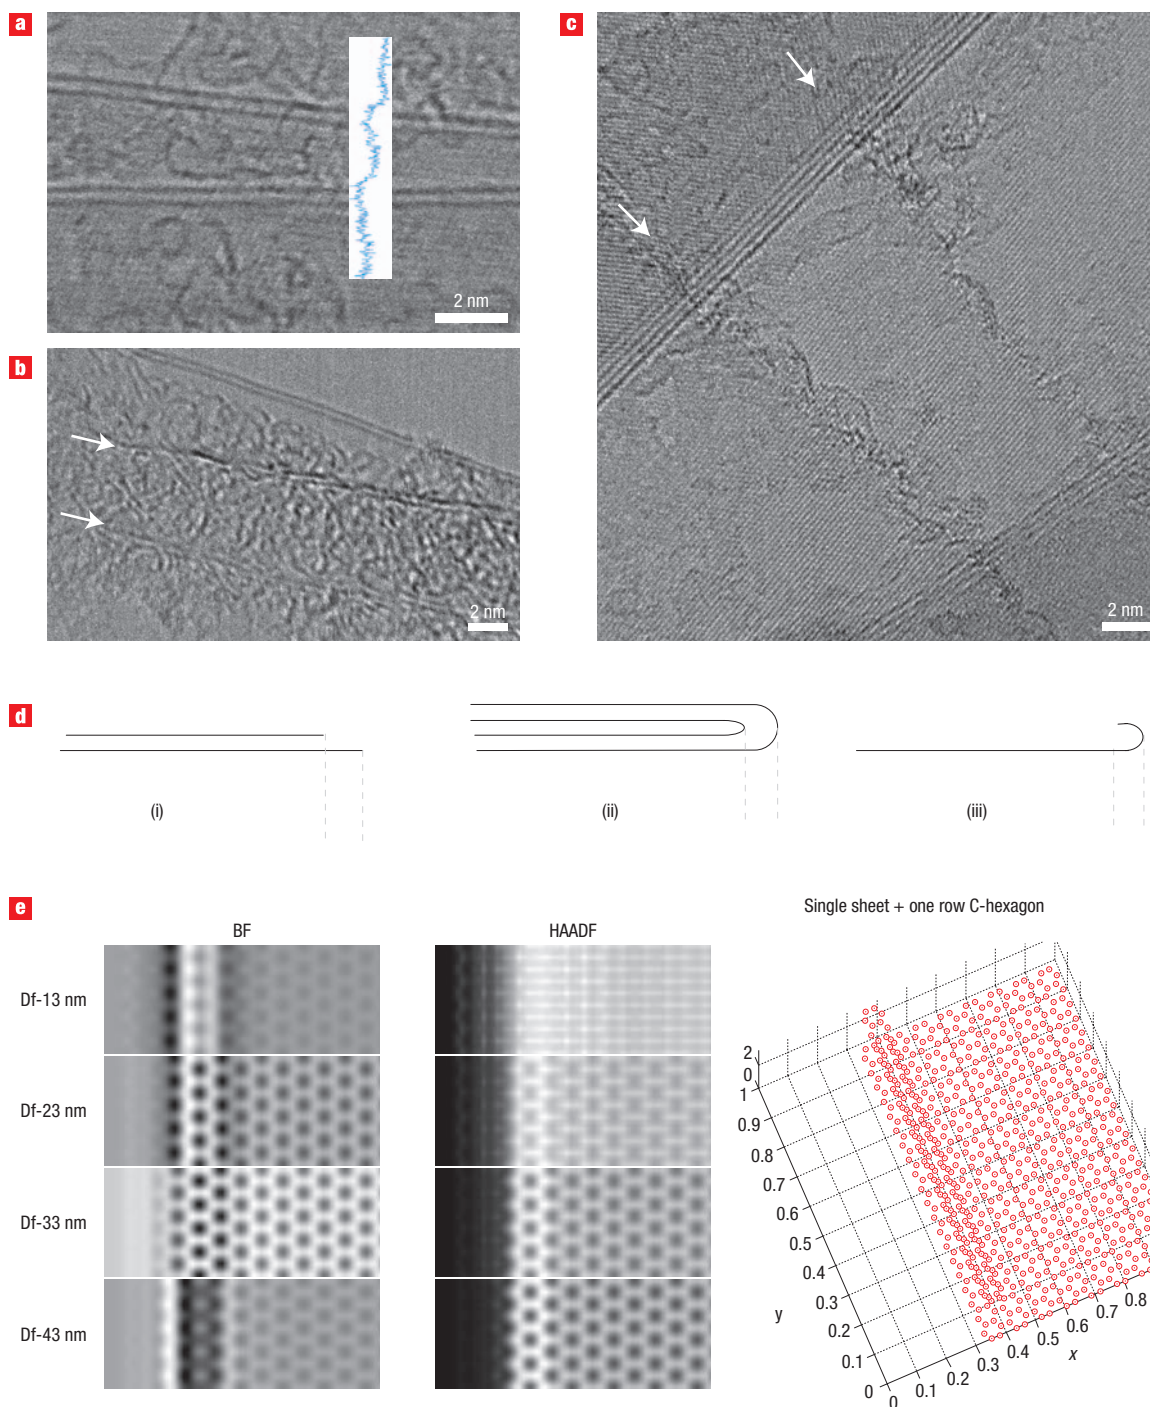 a
2 nm
b
2 nm
c
2 nm
d
(i)
(ii)
(iii)
e
BF
HAADF
Single sheet + one row C-hexagon
Df-13 nm
Df-23 nm
Df-33 nm
Df-43 nm
2
0
1
0.9
0.8
0.7
0.6
0.5
0.4
0.3
0.2
0.1
0
y
0
0.1
0.2
0.3
0.4
0.5
0.6
0.7
0.8
x